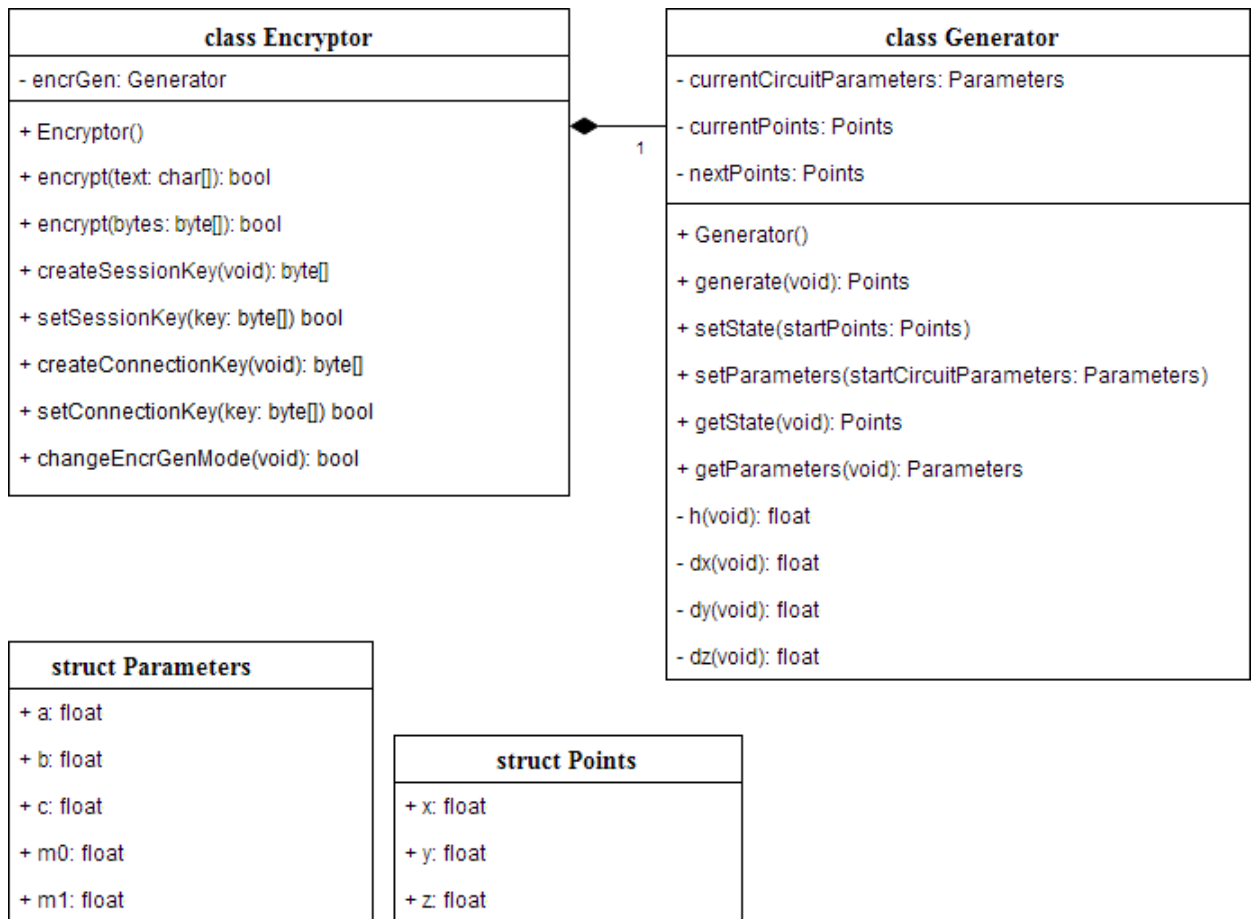 class Encryptor
- encrGen: Generator
+ Encryptor()
+ encrypt(text: char[]): bool
+ encrypt(bytes: byte[]): bool
+ createSessionKey(void): byte[]
+ setSessionKey(key: byte[]) bool
+ createConnectionKey(void): byte[]
+ setConnectionKey(key: byte[]) bool
+ changeEncrGenMode(void): bool
1
class Generator
- currentCircuitParameters: Parameters
- currentPoints: Points
- nextPoints: Points
+ Generator()
+ generate(void): Points
+ setState(startPoints: Points)
+ setParameters(startCircuitParameters: Parameters)
+ getState(void): Points
+ getParameters(void): Parameters
- h(void): float
- dx(void): float
- dy(void): float
- dz(void): float
struct Parameters
+ a: float
+ b: float
+ c: float
+ m0: float
+ m1: float
struct Points
+ x: float
+ y: float
+ z: float